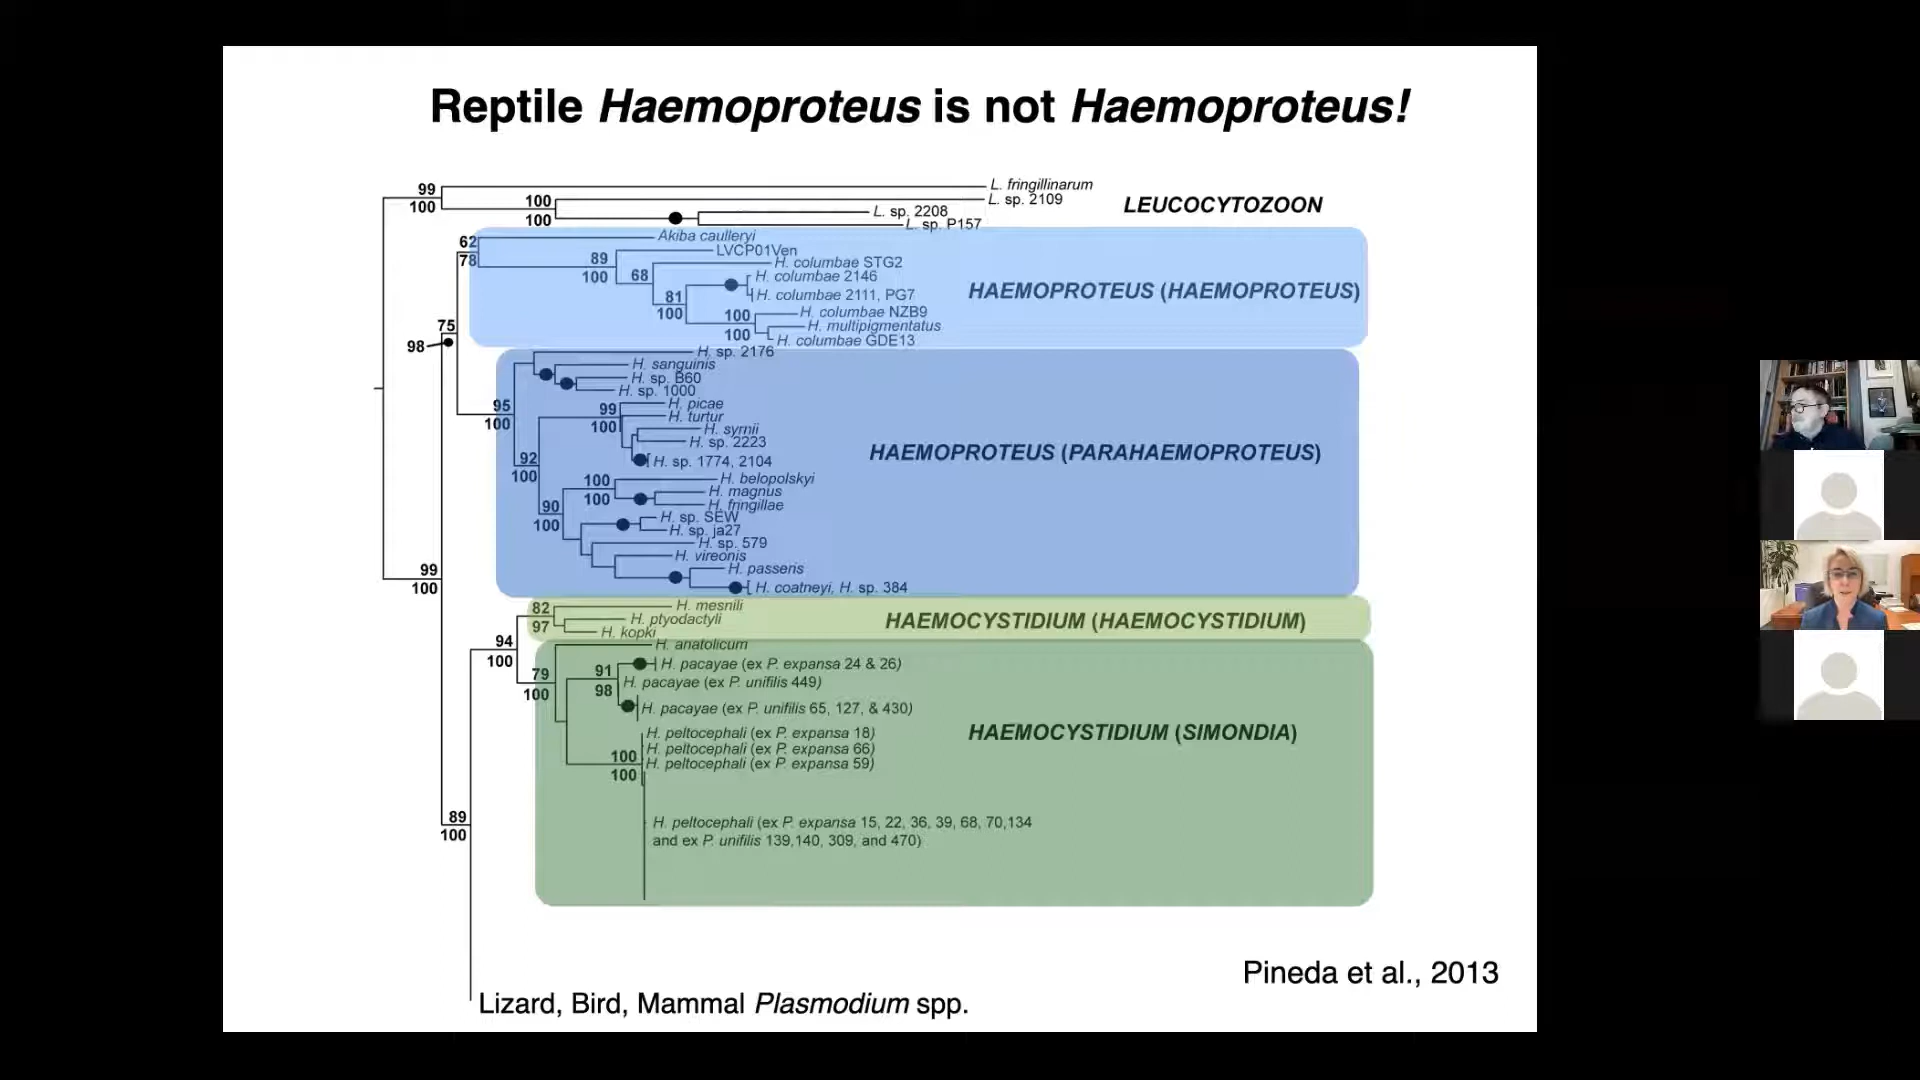 Reptile Haemoproteus is not Haemoproteus!
99
100
100
100
L. fringillinarum
L. sp. 2109
L. sp. 2208
L. sp. P157
LEUCOCYTOZOON
62
78
Akiba caulleryi
LVCP01Ven
89
100
68
H. columbae STG2
H. columbae 2146
81
100
H. columbae 2111, PG7
100
100
H. columbae NZB9
H. multipigmentatus
H. columbae GDE13
HAEMOPROTEUS (HAEMOPROTEUS)
75
98
H. sp. 2176
H. sanguinis
H. sp. B60
H. sp. 1000
95
100
99
100
H. picae
H. turtur
H. syrnii
H. sp. 2223
H. sp. 1774, 2104
HAEMOPROTEUS (PARAHAEMOPROTEUS)
92
100
100
100
H. belopolskyi
H. magnus
H. fringillae
90
100
H. sp. SEW
H. sp. ja27
H. sp. 579
H. vireonis
H. passeris
H. coatneyi, H. sp. 384
99
100
82
97
H. mesnili
H. ptyodactyli
H. kopki
HAEMOCYSTIDIUM (HAEMOCYSTIDIUM)
94
100
79
100
H. anatolicum
91
98
H. pacayae (ex P. expansa 24 & 26)
H. pacayae (ex P. unifilis 449)
H. pacayae (ex P. unifilis 65, 127, & 430)
HAEMOCYSTIDIUM (SIMONDIA)
100
100
H. peltocephali (ex P. expansa 18)
H. peltocephali (ex P. expansa 66)
H. peltocephali (ex P. expansa 59)
89
100
H. peltocephali (ex P. expansa 15, 22, 36, 39, 68, 70,134
and ex P. unifilis 139,140, 309, and 470)
Pineda et al., 2013
Lizard, Bird, Mammal Plasmodium spp.